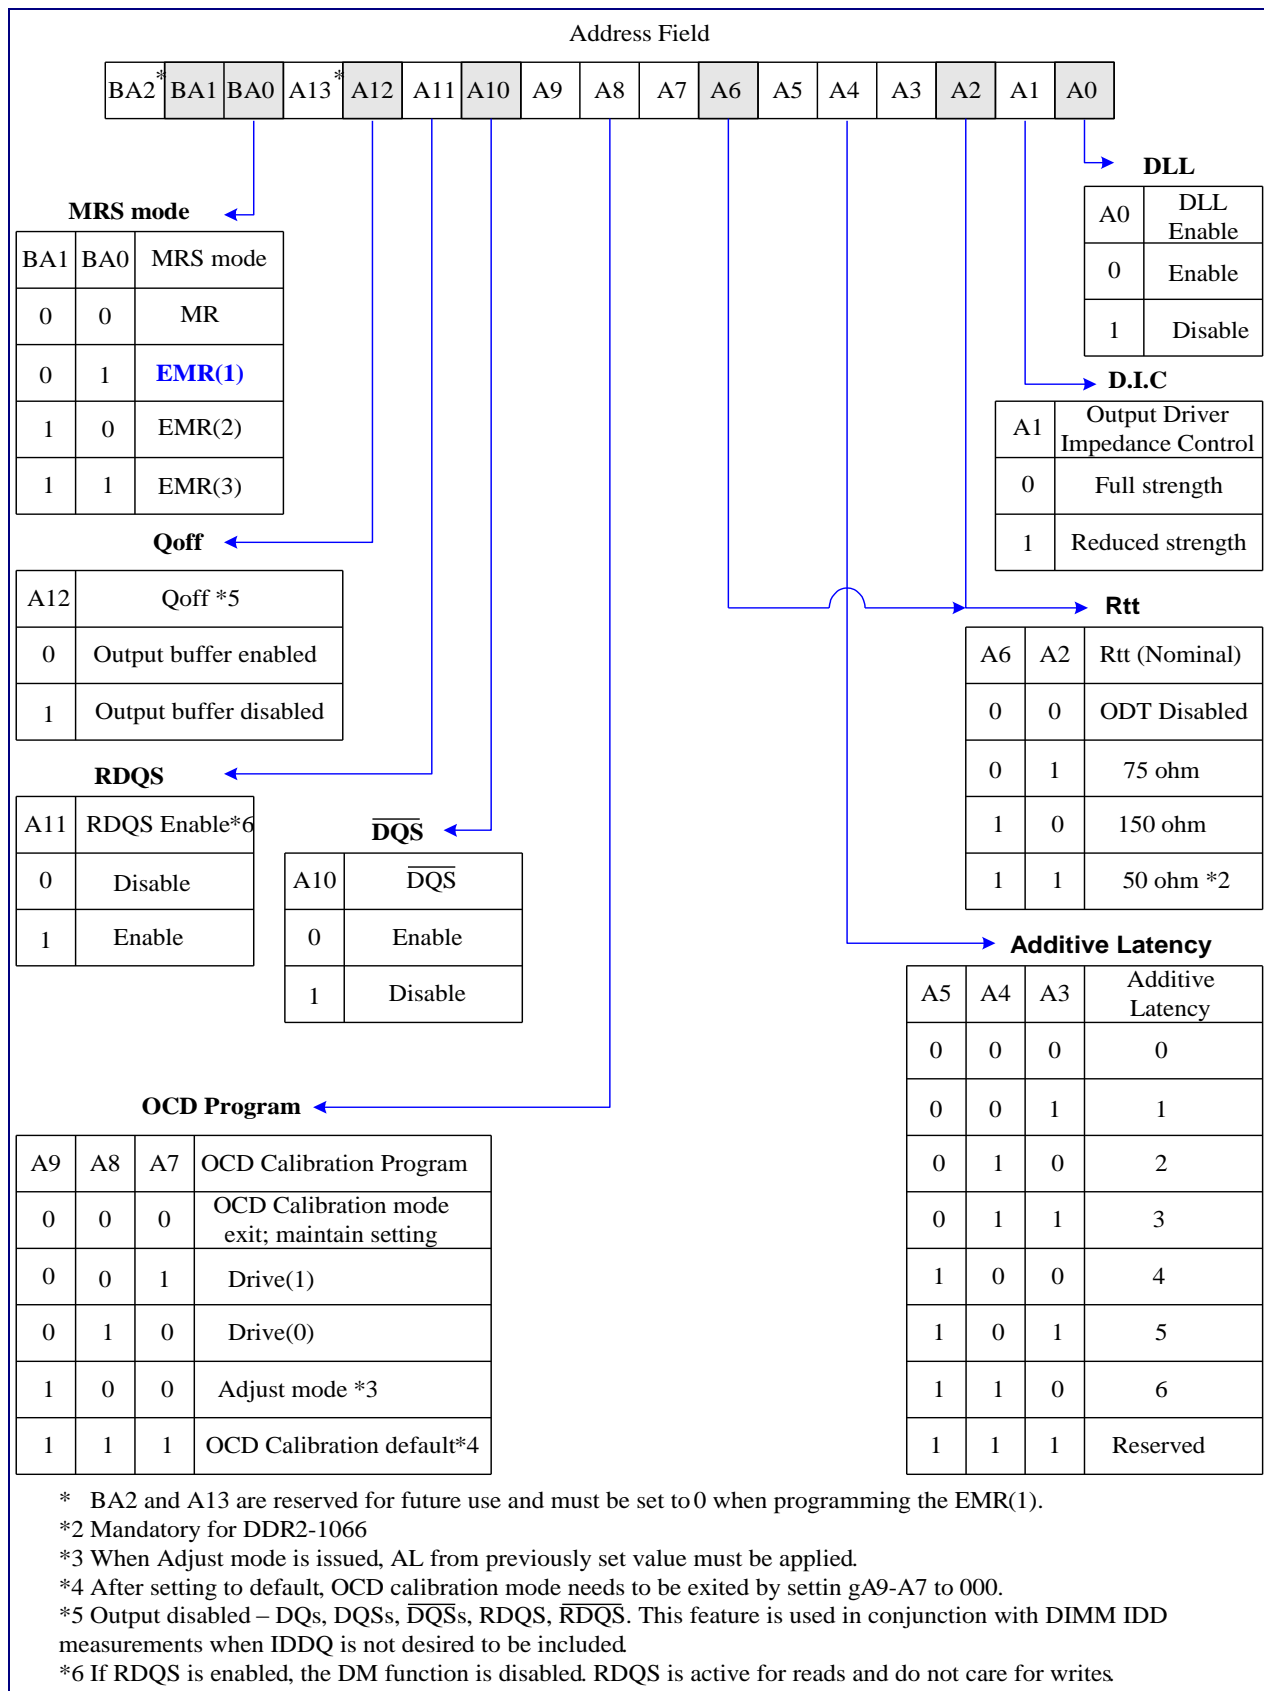 Address Field
BA2* BA1 BA0 A13* A12 A11 A10 A9 A8 A7 A6 A5 A4 A3 A2 A1 A0
DLL
A0 DLL Enable
0 Enable
1 Disable
MRS mode
BA1 BA0 MRS mode
0 0 MR
0 1 EMR(1)
1 0 EMR(2)
1 1 EMR(3)
D.I.C
A1 Output Driver Impedance Control
0 Full strength
1 Reduced strength
Qoff
A12 Qoff *5
0 Output buffer enabled
1 Output buffer disabled
Rtt
A6 A2 Rtt (Nominal)
0 0 ODT Disabled
0 1 75 ohm
1 0 150 ohm
1 1 50 ohm *2
RDQS
A11 RDQS Enable*6
0 Disable
1 Enable
D̅Q̅S̅
A10 D̅Q̅S̅
0 Enable
1 Disable
Additive Latency
A5 A4 A3 Additive Latency
0 0 0 0
0 0 1 1
0 1 0 2
0 1 1 3
1 0 0 4
1 0 1 5
1 1 0 6
1 1 1 Reserved
OCD Program
A9 A8 A7 OCD Calibration Program
0 0 0 OCD Calibration mode exit; maintain setting
0 0 1 Drive(1)
0 1 0 Drive(0)
1 0 0 Adjust mode *3
1 1 1 OCD Calibration default*4
* BA2 and A13 are reserved for future use and must be set to 0 when programming the EMR(1).
*2 Mandatory for DDR2-1066
*3 When Adjust mode is issued, AL from previously set value must be applied.
*4 After setting to default, OCD calibration mode needs to be exited by settin gA9-A7 to 000.
*5 Output disabled – DQs, DQSs, D̅Q̅S̅s, RDQS, R̅D̅Q̅S̅. This feature is used in conjunction with DIMM IDD
measurements when IDDQ is not desired to be included.
*6 If RDQS is enabled, the DM function is disabled. RDQS is active for reads and do not care for writes.